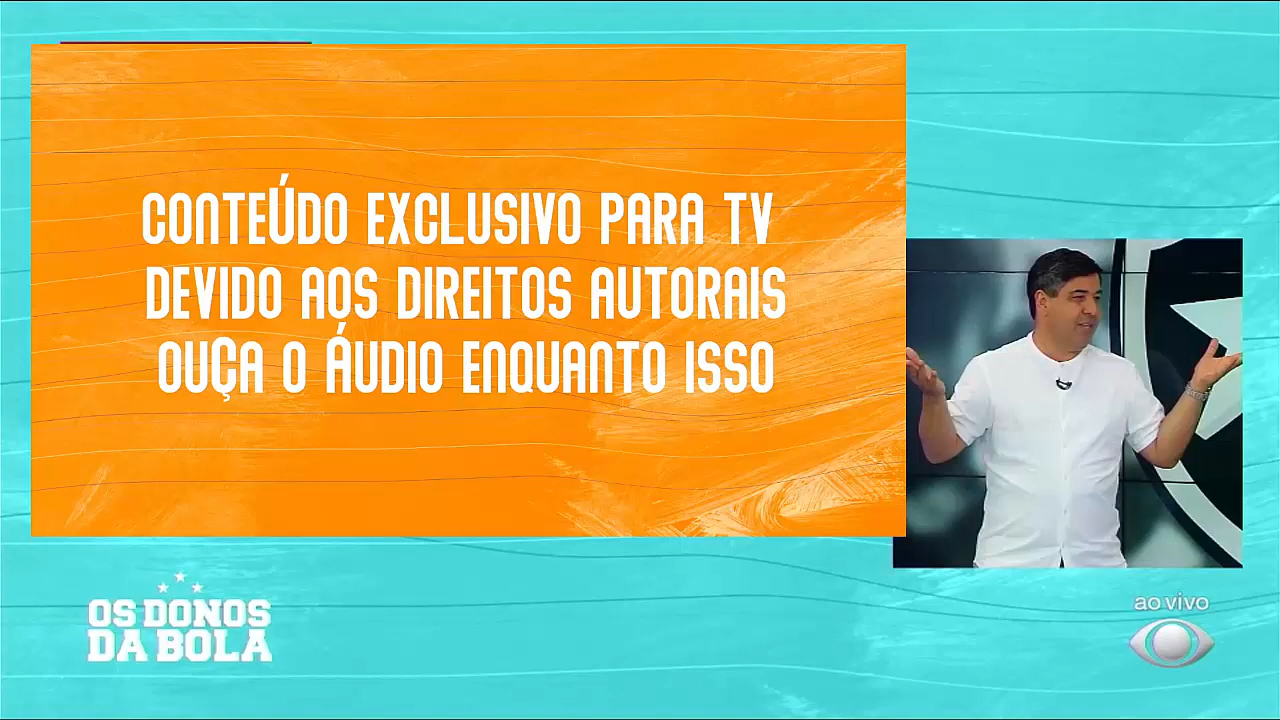 CONTEÚDO EXCLUSIVO PARA TV
DEVIDO AOS DIREITOS AUTORAIS
OUÇA O ÁUDIO ENQUANTO ISSO
OS DONOS
DA BOLA
ao vivo